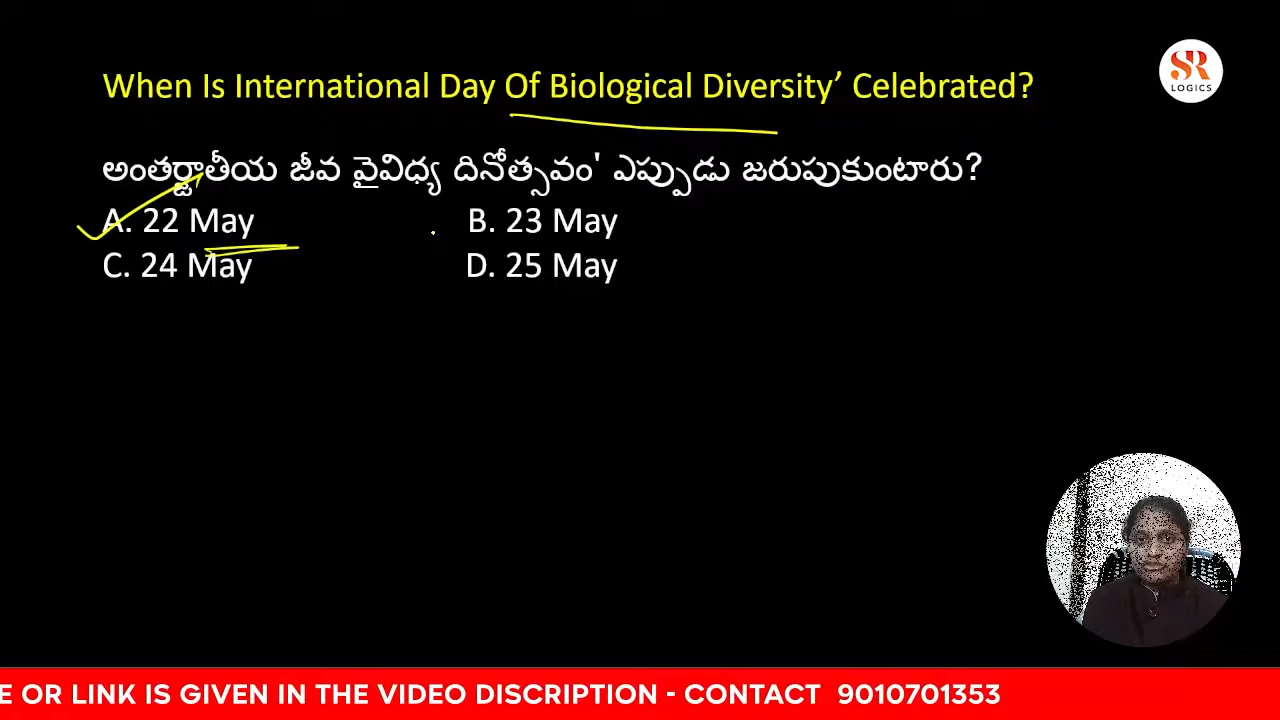 When Is International Day Of Biological Diversity’ Celebrated?
SR
LOGICS
అంతర్జాతీయ జీవ వైవిధ్య దినోత్సవం' ఎప్పుడు జరుపుకుంటారు?
A. 22 May B. 23 May
C. 24 May D. 25 May
E OR LINK IS GIVEN IN THE VIDEO DISCRIPTION - CONTACT 9010701353